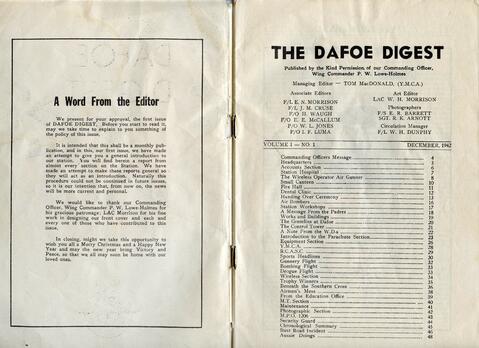 A Word From the Editor
We present for your approval, the first issue
of DAFOE DIGEST. Before you start to read it,
may we take time to explain to you something
of the policy of this issue.
It is intended that this shall be a monthly
publication, and in this, our first issue, we have made
an attempt to give you a general introduction to
our station. You will find herein a report from
almost every section on the Station. We have
made an attempt to make these reports general so
they will act as an introduction. Naturally this
procedure could not be continued in future issues,
so it is our intention that, from now on, the news
will be more current and personal.
We would like to thank our Commanding
Officer, Wing Commander P. W. Lowe-Holmes for
his gracious patronage; LAC Morrison for his fine
work in designing our front cover and each and
every one of those who have contributed to this
issue.
In closing, might we take this opportunity to
wish you all a Merry Christmas and a Happy New
Year and may the new year bring Victory and
Peace, so that we all may soon be home with our
loved ones.
THE DAFOE DIGEST
Published by the Kind Permission of our Commanding Officer,
Wing Commander P. W. Lowe-Holmes
Managing Editor — TOM MacDONALD, (Y.M.C.A.)
Associate Editors
F/L E. N. MORRISON
F/L J. M. CRUSE
P/O H. WAUGH
F/O E. E. McCALLUM
P/O W. L. JONES
P/O I. F. LUMA
Art Editor
LAC W. H. MORRISON
Photographers
F/S E. R. BARRETT
SGT. R. K. ARNOTT
Circulation Manager
F/L W. H. DUNPHY
VOLUME 1 — NO. 1 DECEMBER, 1942
Commanding Officers Message 4
Headquarters 5
Accounts Section
Station Hospital 7
The Wireless Operator Air Gunner 8
Small Canteen 10
Fire Hall 11
Dental Clinic 12
Handing Over Ceremony 13
Air Bombers 16
Station Workshops
A Message From the Padres 18
Works and Buildings 19
The Gremlins at Dafoe 20
The Control Tower 21
A Note From the W.D.s 22
Introduction to the Parachute Section
Equipment Section 26
Y.M.C.A. 28
R.C.A.S.C. 29
Sports Headlines 30
Gunnery Flight 32
Bombing Flight 33
Drogue Flight 33
Wireless Section 34
Trophy Winners 35
Beneath the Southern Cross 36
Airmen's Mess 38
From the Education Office 39
M.T. Section 40
Maintenance 41
Photographic Section 42
M.P.O. 1206 43
Security Guard 44
Chronological Summary 45
Bust Road Incident 46
Aussie Doings 48